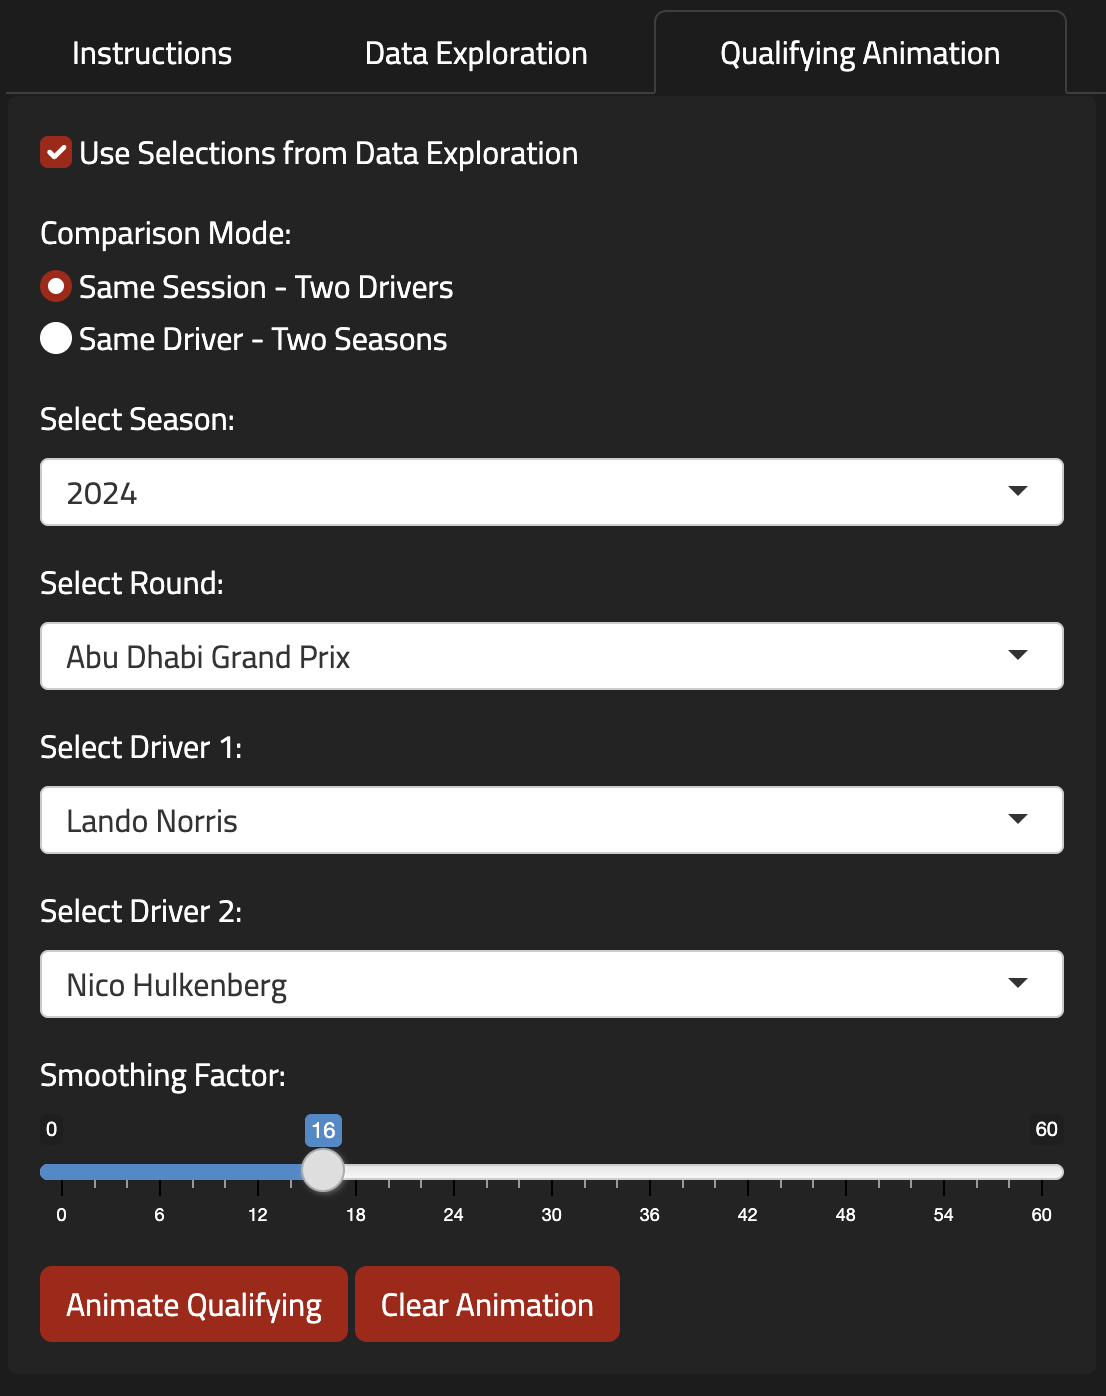 Instructions Data Exploration Qualifying Animation
Use Selections from Data Exploration
Comparison Mode:
Same Session - Two Drivers
Same Driver - Two Seasons
Select Season:
2024
Select Round:
Abu Dhabi Grand Prix
Select Driver 1:
Lando Norris
Select Driver 2:
Nico Hulkenberg
Smoothing Factor:
0 16 60
0 6 12 18 24 30 36 42 48 54 60
Animate Qualifying Clear Animation